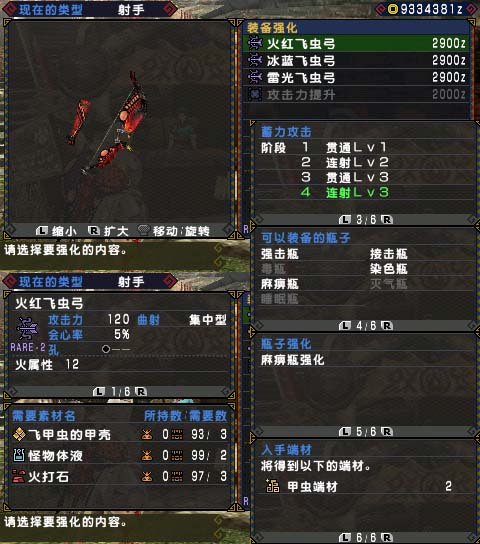 现在的类型 射手
9334381z
装备强化
火红飞虫弓 2900z
冰蓝飞虫弓 2900z
雷光飞虫弓 2900z
攻击力提升 2000z
L 缩小 R 扩大 移动/旋转
请选择要强化的内容。
蓄力攻击
阶段 1 贯通Lv1
2 连射Lv2
3 贯通Lv3
4 连射Lv3
L 3/6 R
可以装备的瓶子
强击瓶 接击瓶
毒瓶 染色瓶
麻痹瓶 灭气瓶
睡眠瓶
L 4/6 R
现在的类型 射手
火红飞虫弓
攻击力 120 曲射 集中型
会心率 5%
RARE-2 孔 ●――
火属性 12
L 1/6 R
需要素材名 所持数/需要数
飞甲虫的甲壳 0 93/ 3
怪物体液 0 99/ 2
火打石 0 97/ 3
请选择要强化的内容。
瓶子强化
麻痹瓶强化
L 5/6 R
入手端材
将得到以下的端材。
甲虫端材 2
L 6/6 R